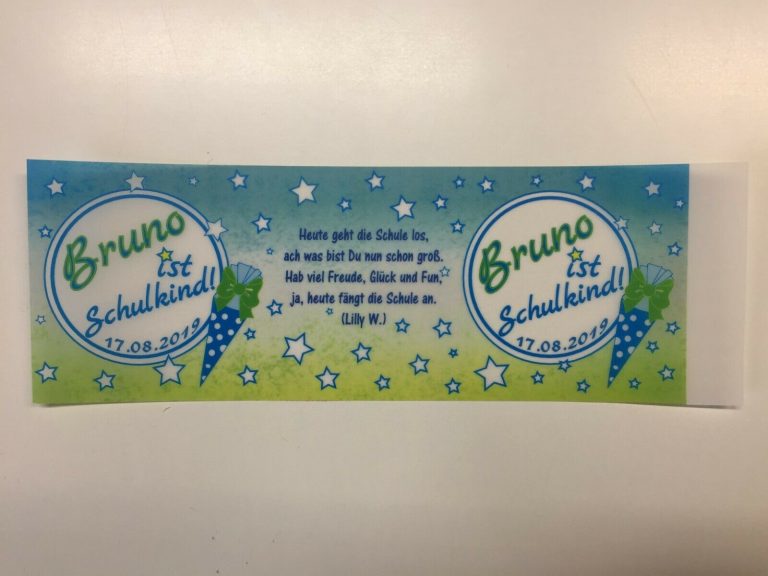 Bruno
ist
Schulkind!
17.08.2019
Heute geht die Schule los,
ach was bist Du nun schon groß.
Hab viel Freude, Glück und Fun,
ja, heute fängt die Schule an.
(Lilly W.)
Bruno
ist
Schulkind!
17.08.2019